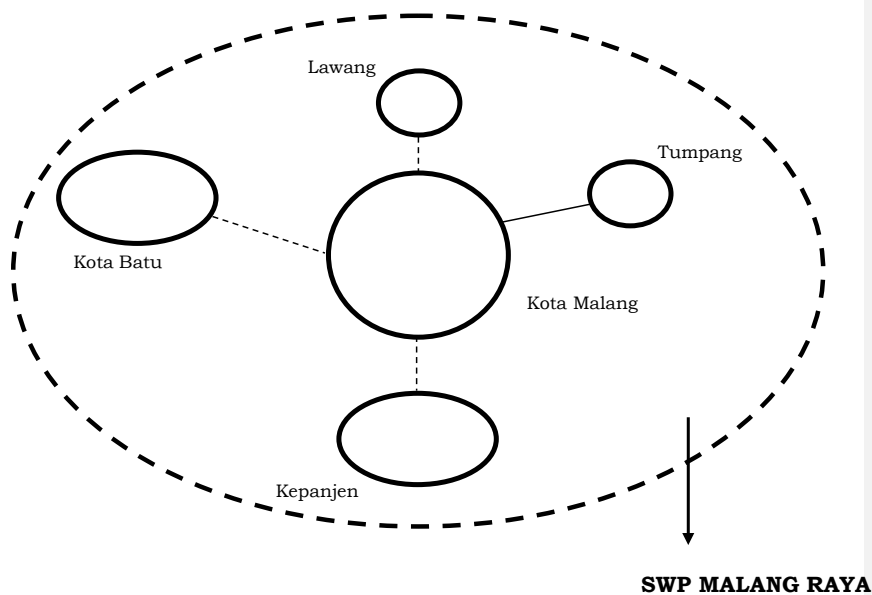 Lawang
Tumpang
Kota Batu
Kota Malang
Kepanjen
SWP MALANG RAYA